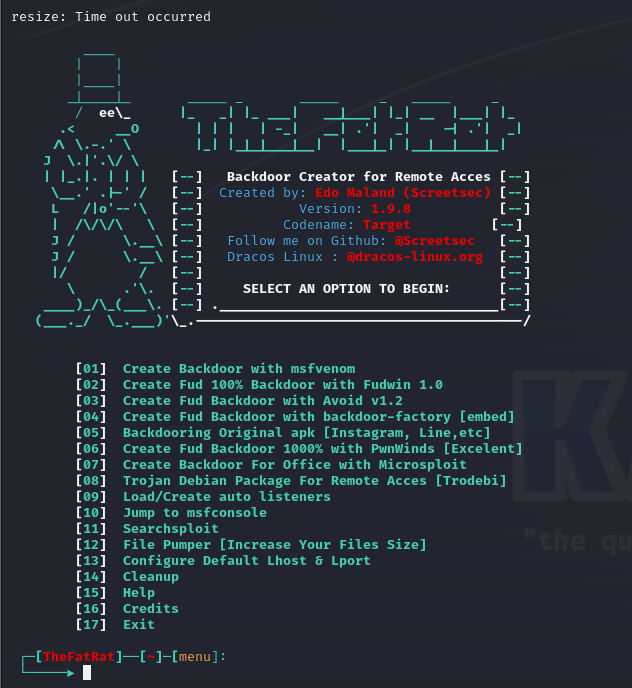 resize: Time out occurred
TheFatRat
[--] Backdoor Creator for Remote Acces [--]
[--] Created by: Edo Maland (Screetsec) [--]
[--] Version: 1.9.8 [--]
[--] Codename: Target [--]
[--] Follow me on Github: @Screetsec [--]
[--] Dracos Linux : @dracos-linux.org [--]
[--] [--]
[--] SELECT AN OPTION TO BEGIN: [--]
[--] .___________________________________[--]
[01] Create Backdoor with msfvenom
[02] Create Fud 100% Backdoor with Fudwin 1.0
[03] Create Fud Backdoor with Avoid v1.2
[04] Create Fud Backdoor with backdoor-factory [embed]
[05] Backdooring Original apk [Instagram, Line,etc]
[06] Create Fud Backdoor 1000% with PwnWinds [Excelent]
[07] Create Backdoor For Office with Microsploit
[08] Trojan Debian Package For Remote Acces [Trodebi]
[09] Load/Create auto listeners
[10] Jump to msfconsole
[11] Searchsploit
[12] File Pumper [Increase Your Files Size]
[13] Configure Default Lhost & Lport
[14] Cleanup
[15] Help
[16] Credits
[17] Exit
"the qu
┌─[TheFatRat]──[~]─[menu]:
└─────►